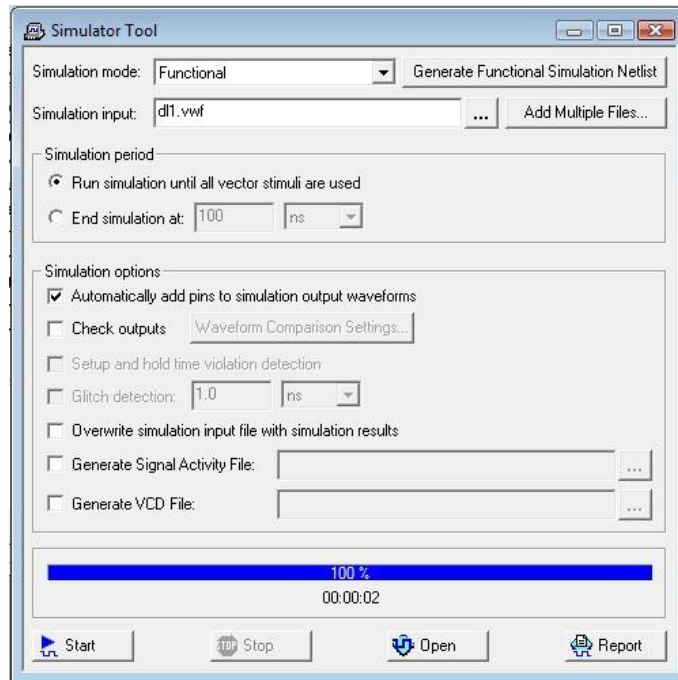 Simulator Tool
Simulation mode: Functional Generate Functional Simulation Netlist
Simulation input: dl1.vwf ... Add Multiple Files...
Simulation period
Run simulation until all vector stimuli are used
End simulation at: 100 ns
Simulation options
Automatically add pins to simulation output waveforms
Check outputs Waveform Comparison Settings...
Setup and hold time violation detection
Glitch detection: 1.0 ns
Overwrite simulation input file with simulation results
Generate Signal Activity File: ...
Generate VCD File: ...
100 %
00:00:02
Start STOP Stop Open Report